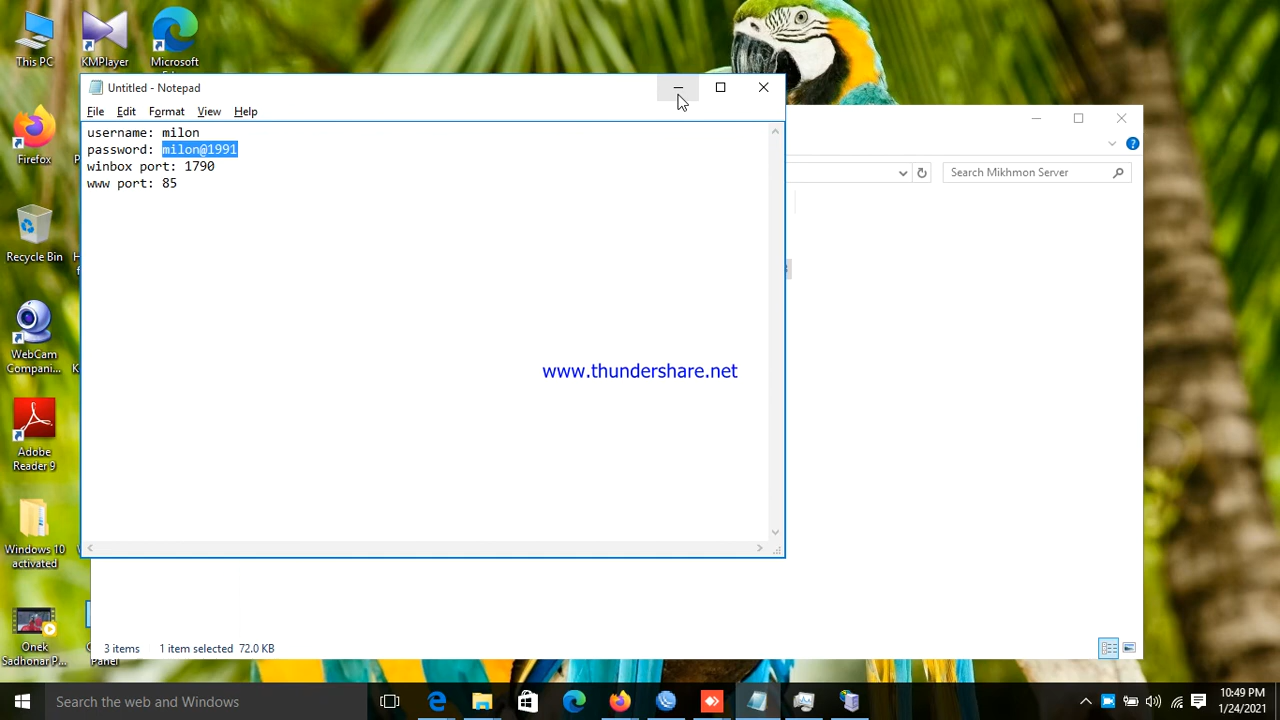 This PC
KMPlayer
Microsoft
Firefox
Recycle Bin
WebCam
Compani...
Adobe
Reader 9
Windows 10
activated
Onek
Sadhonar P...
Panel
Untitled - Notepad
File Edit Format View Help
username: milon
password: milon@1991
winbox port: 1790
www port: 85
www.thundershare.net
Search Mikhmon Server
3 items 1 item selected 72.0 KB
Search the web and Windows
10:49 PM
1/24/2021